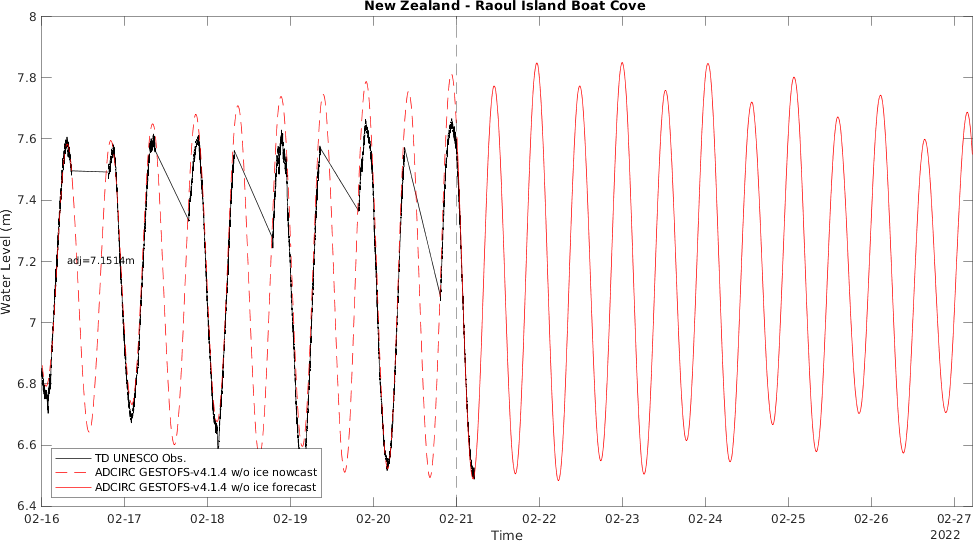 New Zealand - Raoul Island Boat Cove
8
7.8
7.6
7.4
7.2
7
6.8
6.6
6.4
Water Level (m)
adj=7.1514m
TD UNESCO Obs.
ADCIRC GESTOFS-v4.1.4 w/o ice nowcast
ADCIRC GESTOFS-v4.1.4 w/o ice forecast
02-16 02-17 02-18 02-19 02-20 02-21 02-22 02-23 02-24 02-25 02-26 02-27
Time
2022